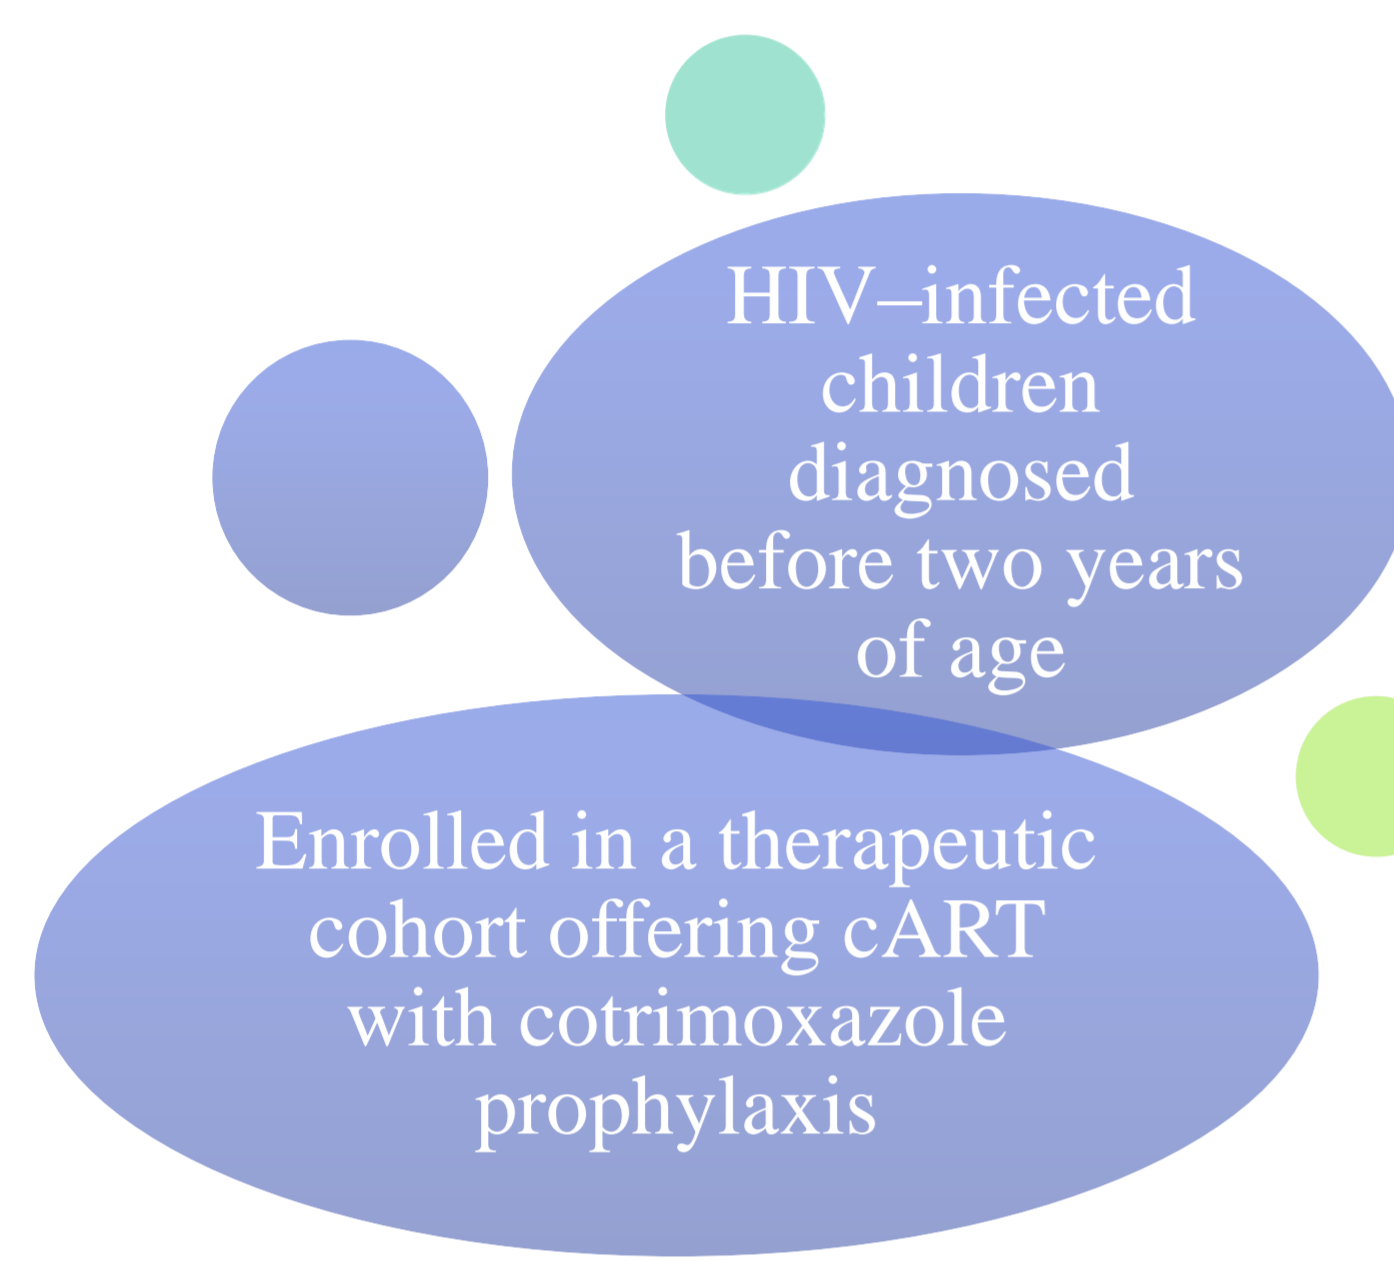 HIV–infected
children
diagnosed
before two years
of age
Enrolled in a therapeutic
cohort offering cART
with cotrimoxazole
prophylaxis